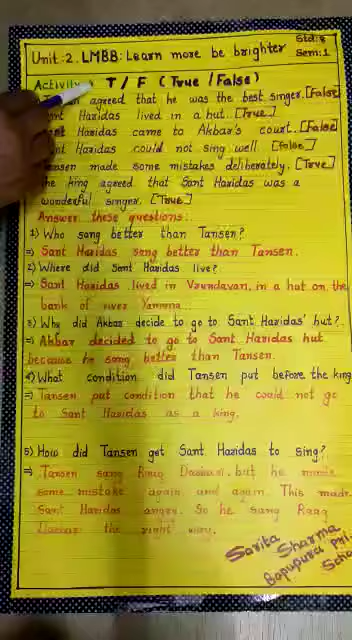 Std: 8
Unit: 2. LMBB: Learn more be brighter
Sem: 1
Activity T / F (True / False)
agreed that he was the best singer. [False]
Haridas lived in a hut. [True]
Haridas came to Akbar's court. [False]
Haridas could not sing well [False]
made some mistakes deliberately. [True]
the king agreed that Sant Haridas was a
wonderful singer. [True]
Answer these questions:
1) Who sang better than Tansen?
⇒ Sant Haridas sang better than Tansen.
2) Where did Sant Haridas live?
⇒ Sant Haridas lived in Vrundavan, in a hut on the
bank of river Yamuna.
3) Why did Akbar decide to go to Sant Haridas' hut?
⇒ Akbar decided to go to Sant Haridas hut
because he sang better than Tansen.
4) What condition did Tansen put before the king
⇒ Tansen put condition that he could not go
to Sant Haridas as a king.
5) How did Tansen get Sant Haridas to sing?
⇒ Tansen sang Raag Darbari, but he made
same mistake again and again. This made
Sant Haridas angry. So he sang Raag
Darbar the right way.
Sarika Sharma
Bapupura Pri.